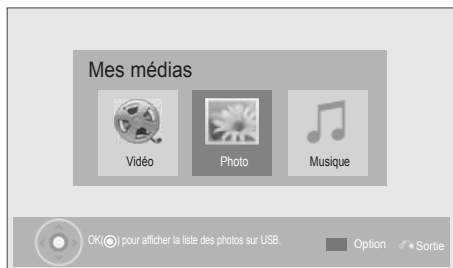 Mes médias
Vidéo
Photo
Musique
OK(◉) pour afficher la liste des photos sur USB.
Option
Sortie